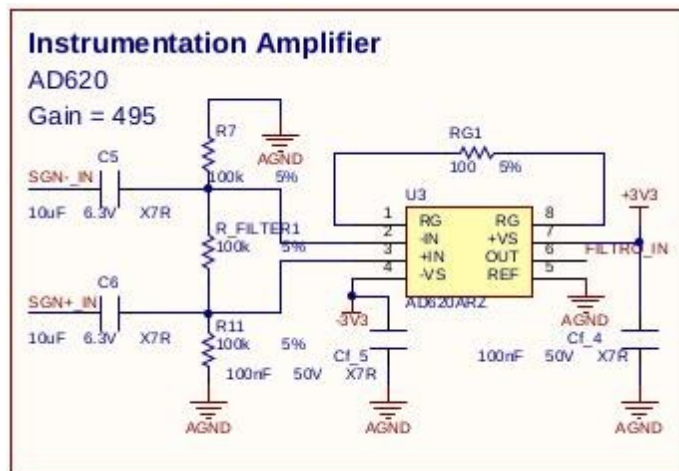 Instrumentation Amplifier
AD620
Gain = 495
R7
100k 5%
AGND
RG1
100 5%
C5
SGN-_IN
10uF 6.3V X7R
U3
+3V3
1 RG RG 8
2 -IN +VS 7
3 +IN OUT 6
4 -VS REF 5
FILTRO_IN
AD620ARZ
R_FILTER1
100k 5%
C6
SGN+_IN
10uF 6.3V X7R
-3V3
AGND
R11
100k 5%
Cf_5
100nF 50V X7R
Cf_4
100nF 50V X7R
AGND
AGND
AGND